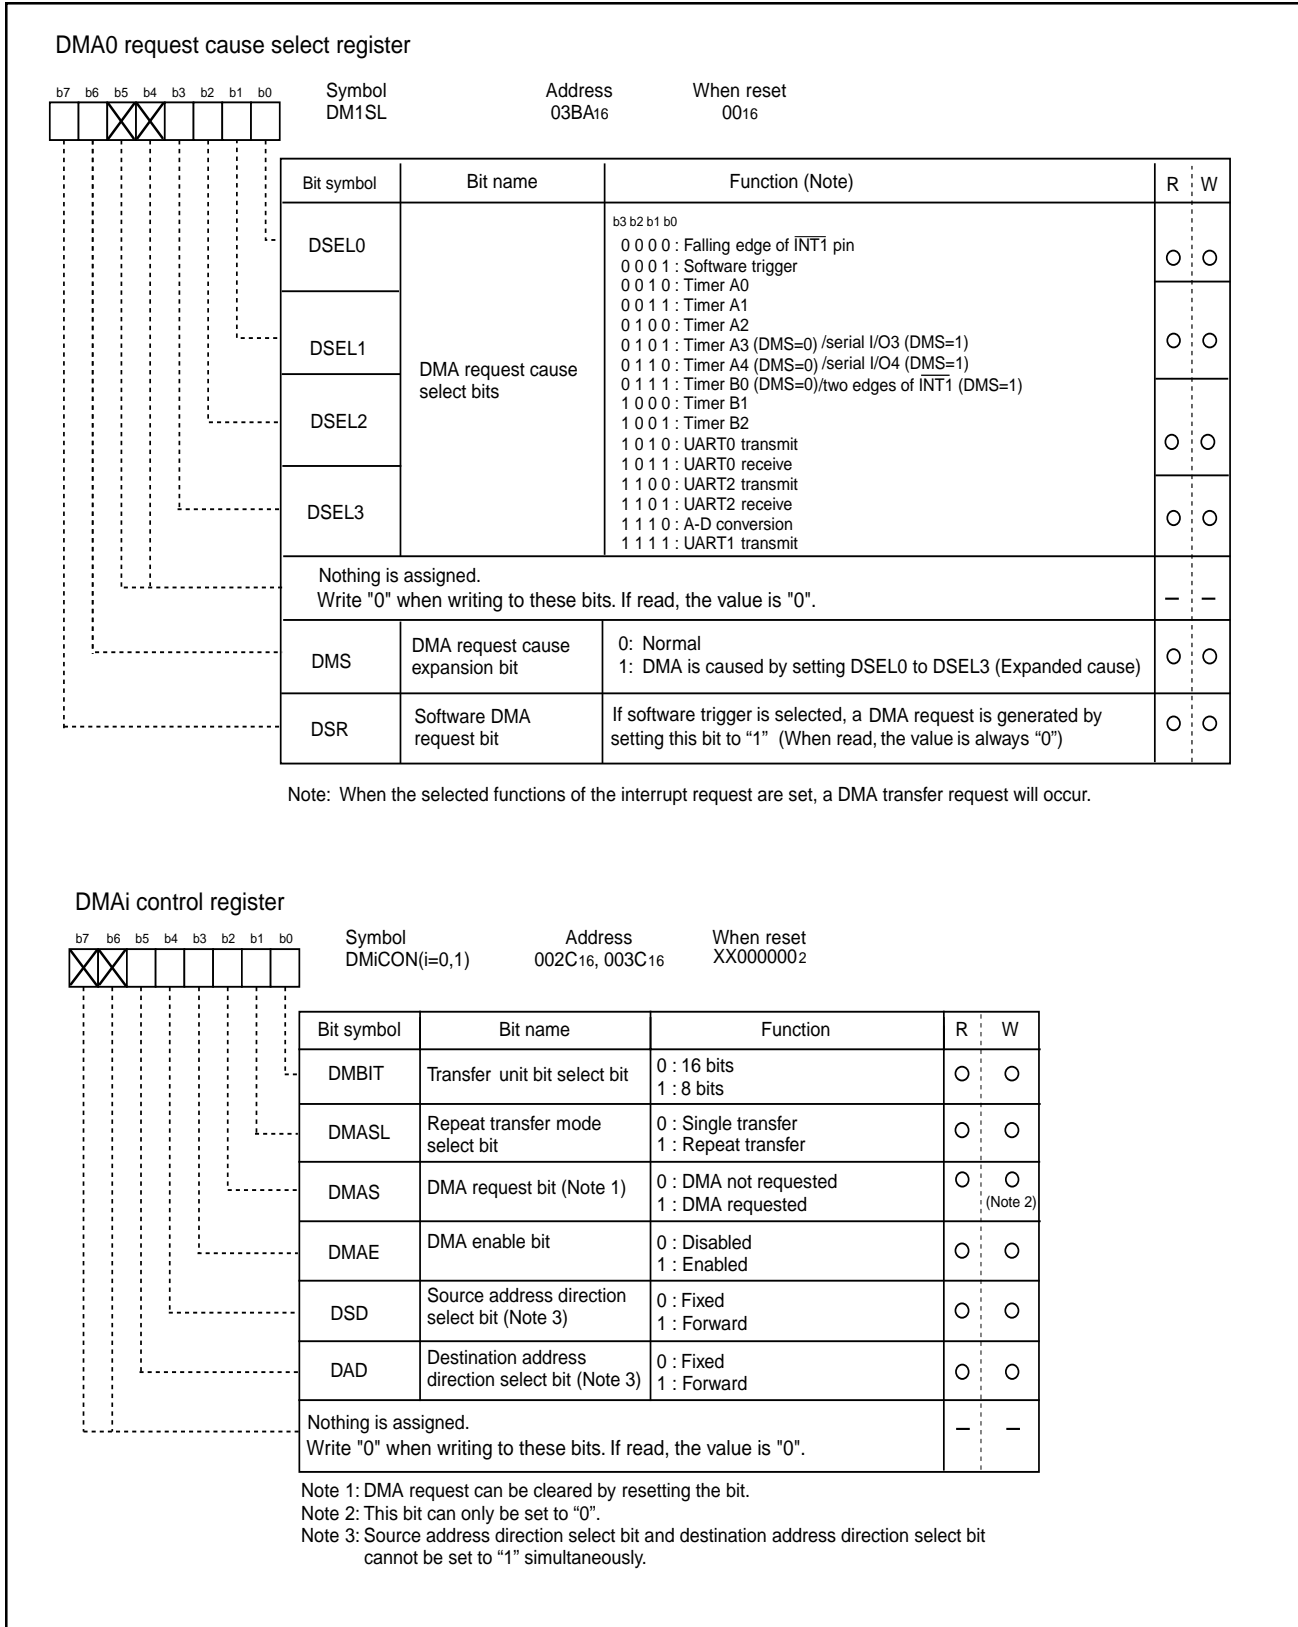 DMA0 request cause select register
b7 b6 b5 b4 b3 b2 b1 b0
Symbol Address When reset
DM1SL 03BA16 0016
Bit symbol Bit name Function (Note) R W
b3 b2 b1 b0
DSEL0
DSEL1
DSEL2
DSEL3
DMA request cause
select bits
0 0 0 0 : Falling edge of INT1 pin
0 0 0 1 : Software trigger
0 0 1 0 : Timer A0
0 0 1 1 : Timer A1
0 1 0 0 : Timer A2
0 1 0 1 : Timer A3 (DMS=0) /serial I/O3 (DMS=1)
0 1 1 0 : Timer A4 (DMS=0) /serial I/O4 (DMS=1)
0 1 1 1 : Timer B0 (DMS=0)/two edges of INT1 (DMS=1)
1 0 0 0 : Timer B1
1 0 0 1 : Timer B2
1 0 1 0 : UART0 transmit
1 0 1 1 : UART0 receive
1 1 0 0 : UART2 transmit
1 1 0 1 : UART2 receive
1 1 1 0 : A-D conversion
1 1 1 1 : UART1 transmit
Nothing is assigned.
Write "0" when writing to these bits. If read, the value is "0". – –
DMS
DMA request cause
expansion bit
0: Normal
1: DMA is caused by setting DSEL0 to DSEL3 (Expanded cause)
DSR
Software DMA
request bit
If software trigger is selected, a DMA request is generated by
setting this bit to “1” (When read, the value is always “0”)
Note: When the selected functions of the interrupt request are set, a DMA transfer request will occur.
DMAi control register
b7 b6 b5 b4 b3 b2 b1 b0
Symbol Address When reset
DMiCON(i=0,1) 002C16, 003C16 XX0000002
Bit symbol Bit name Function R W
DMBIT
Transfer unit bit select bit
0 : 16 bits
1 : 8 bits
DMASL
Repeat transfer mode
select bit
0 : Single transfer
1 : Repeat transfer
DMAS
DMA request bit (Note 1)
0 : DMA not requested
1 : DMA requested
(Note 2)
DMAE
DMA enable bit
0 : Disabled
1 : Enabled
DSD
Source address direction
select bit (Note 3)
0 : Fixed
1 : Forward
DAD
Destination address
direction select bit (Note 3)
0 : Fixed
1 : Forward
Nothing is assigned.
Write "0" when writing to these bits. If read, the value is "0". – –
Note 1: DMA request can be cleared by resetting the bit.
Note 2: This bit can only be set to “0”.
Note 3: Source address direction select bit and destination address direction select bit
cannot be set to “1” simultaneously.